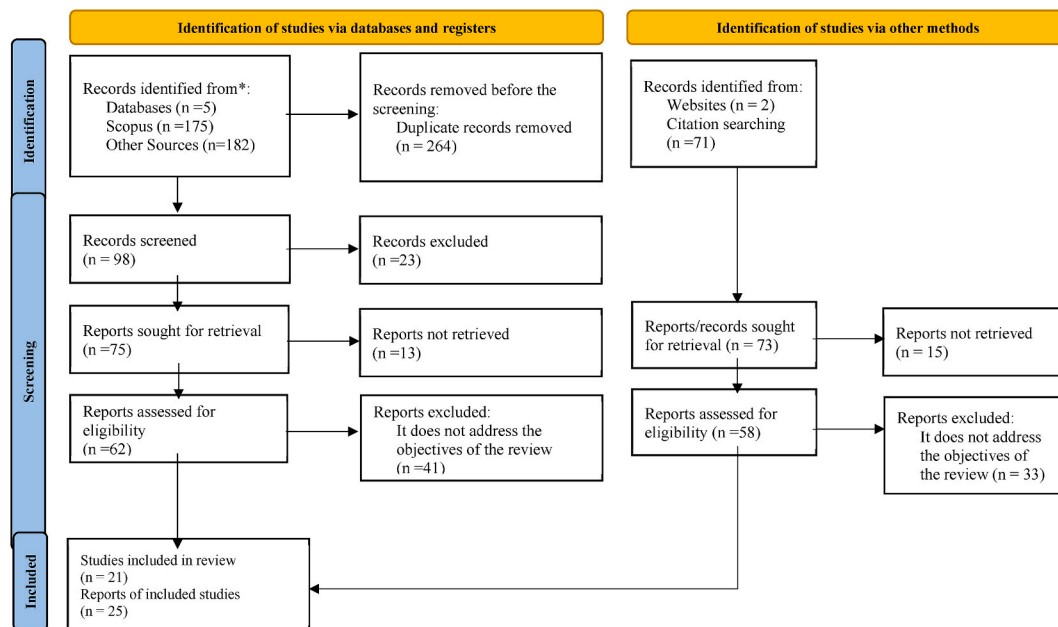 Identification of studies via databases and registers
Identification of studies via other methods
Identification
Records identified from*:
Databases (n =5)
Scopus (n =175)
Other Sources (n=182)
Records removed before the
screening:
Duplicate records removed
(n = 264)
Records identified from:
Websites (n = 2)
Citation searching
(n =71)
Screening
Records screened
(n = 98)
Records excluded
(n =23)
Reports sought for retrieval
(n =75)
Reports not retrieved
(n =13)
Reports/records sought
for retrieval (n = 73)
Reports not retrieved
(n = 15)
Reports assessed for
eligibility
(n =62)
Reports excluded:
It does not address the
objectives of the review
(n =41)
Reports assessed for
eligibility (n =58)
Reports excluded:
It does not address
the objectives of
the review (n = 33)
Included
Studies included in review
(n = 21)
Reports of included studies
(n = 25)